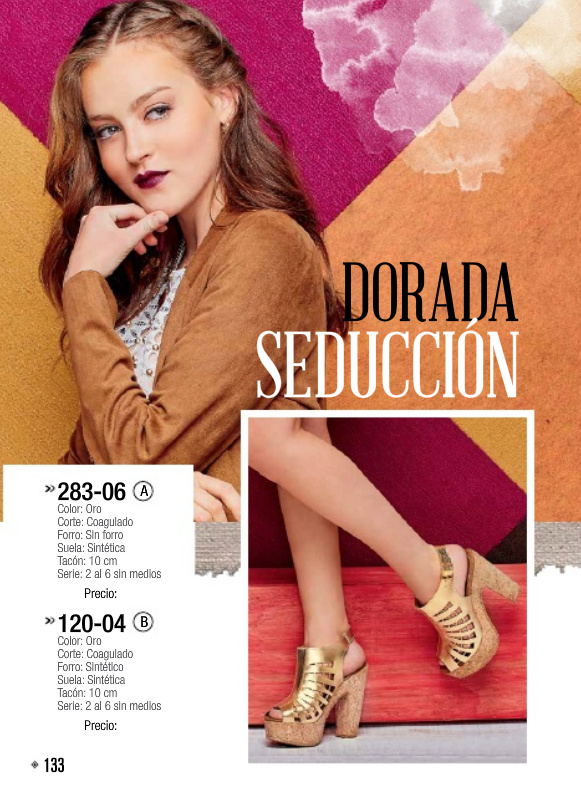 DORADA
SEDUCCIÓN
283-06 A
Color: Oro
Corte: Coagulado
Forro: Sin forro
Suela: Sintética
Tacón: 10 cm
Serie: 2 al 6 sin medios
Precio:
120-04 B
Color: Oro
Corte: Coagulado
Forro: Sintético
Suela: Sintética
Tacón: 10 cm
Serie: 2 al 6 sin medios
Precio:
133